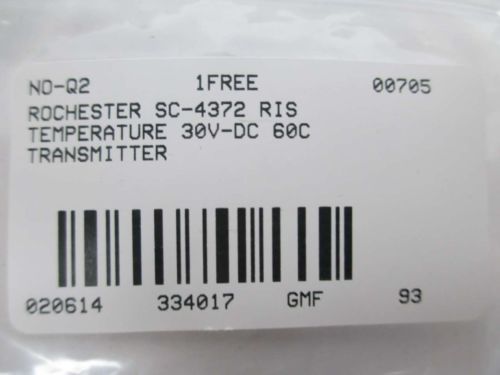 NO-Q2 1FREE 00705
ROCHESTER SC-4372 RIS
TEMPERATURE 30V-DC 60C
TRANSMITTER
020614 334017 GMF 93